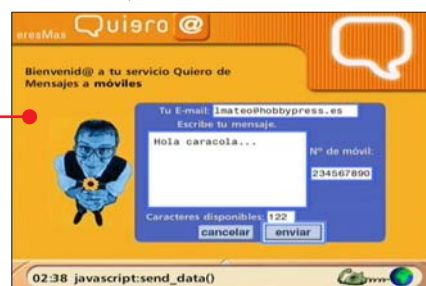 eresMas Quiero @
Bienvenid@ a tu
servicio Quiero de
Mensajes a móviles
Tu E-mail: lmateo@hobbypress.es
Escribe tu mensaje.
Hola caracola...
Nº de móvil:
234567890
Caracteres disponibles: 122
cancelar enviar
02:38 javascript:send_data()